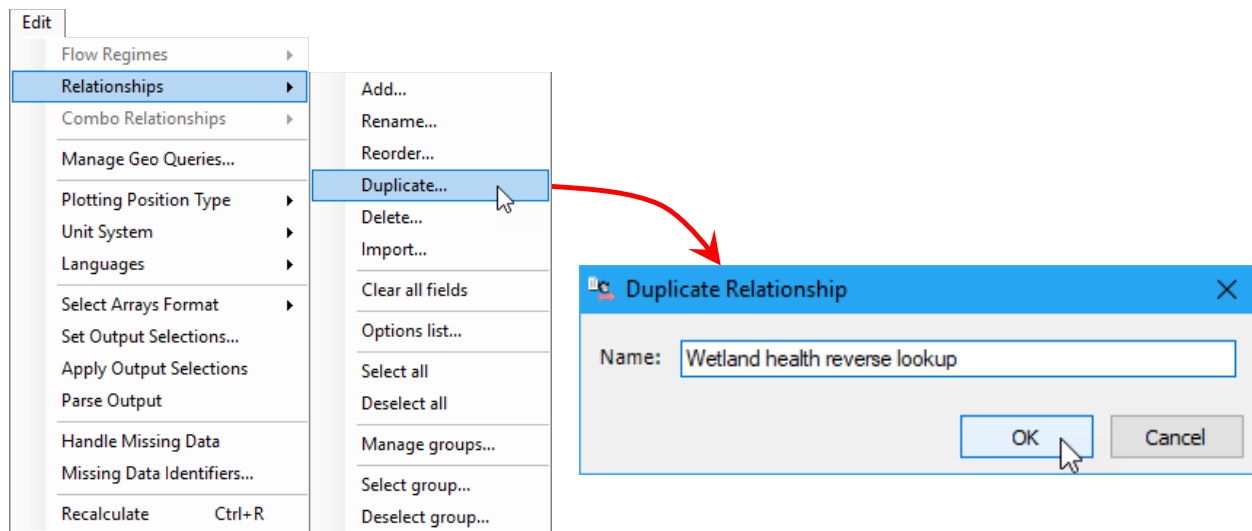 Edit
Flow Regimes
Relationships
Combo Relationships
Manage Geo Queries...
Plotting Position Type
Unit System
Languages
Select Arrays Format
Set Output Selections...
Apply Output Selections
Parse Output
Handle Missing Data
Missing Data Identifiers...
Recalculate Ctrl+R
Add...
Rename...
Reorder...
Duplicate...
Delete...
Import...
Clear all fields
Options list...
Select all
Deselect all
Manage groups...
Select group...
Deselect group...
Duplicate Relationship
Name: Wetland health reverse lookup
OK Cancel